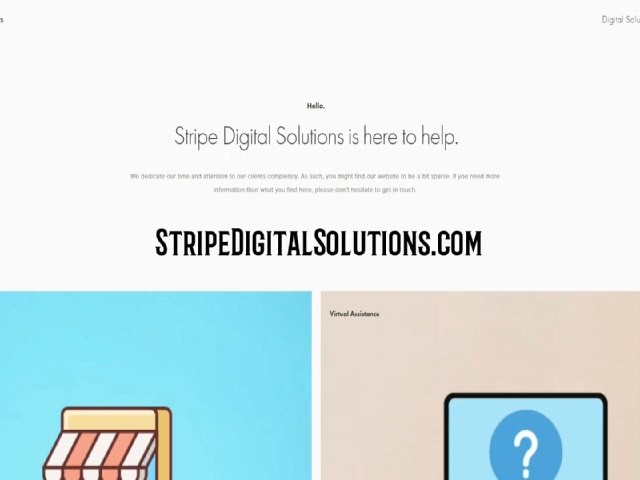 s
Digital Solu
Hello.
Stripe Digital Solutions is here to help.
We dedicate our time and attention to our clients completely. As such, you might find our website to be a bit sparse. If you need more
information than what you find here, please don't hesitate to get in touch.
StripeDigitalSolutions.com
Virtual Assistance
?